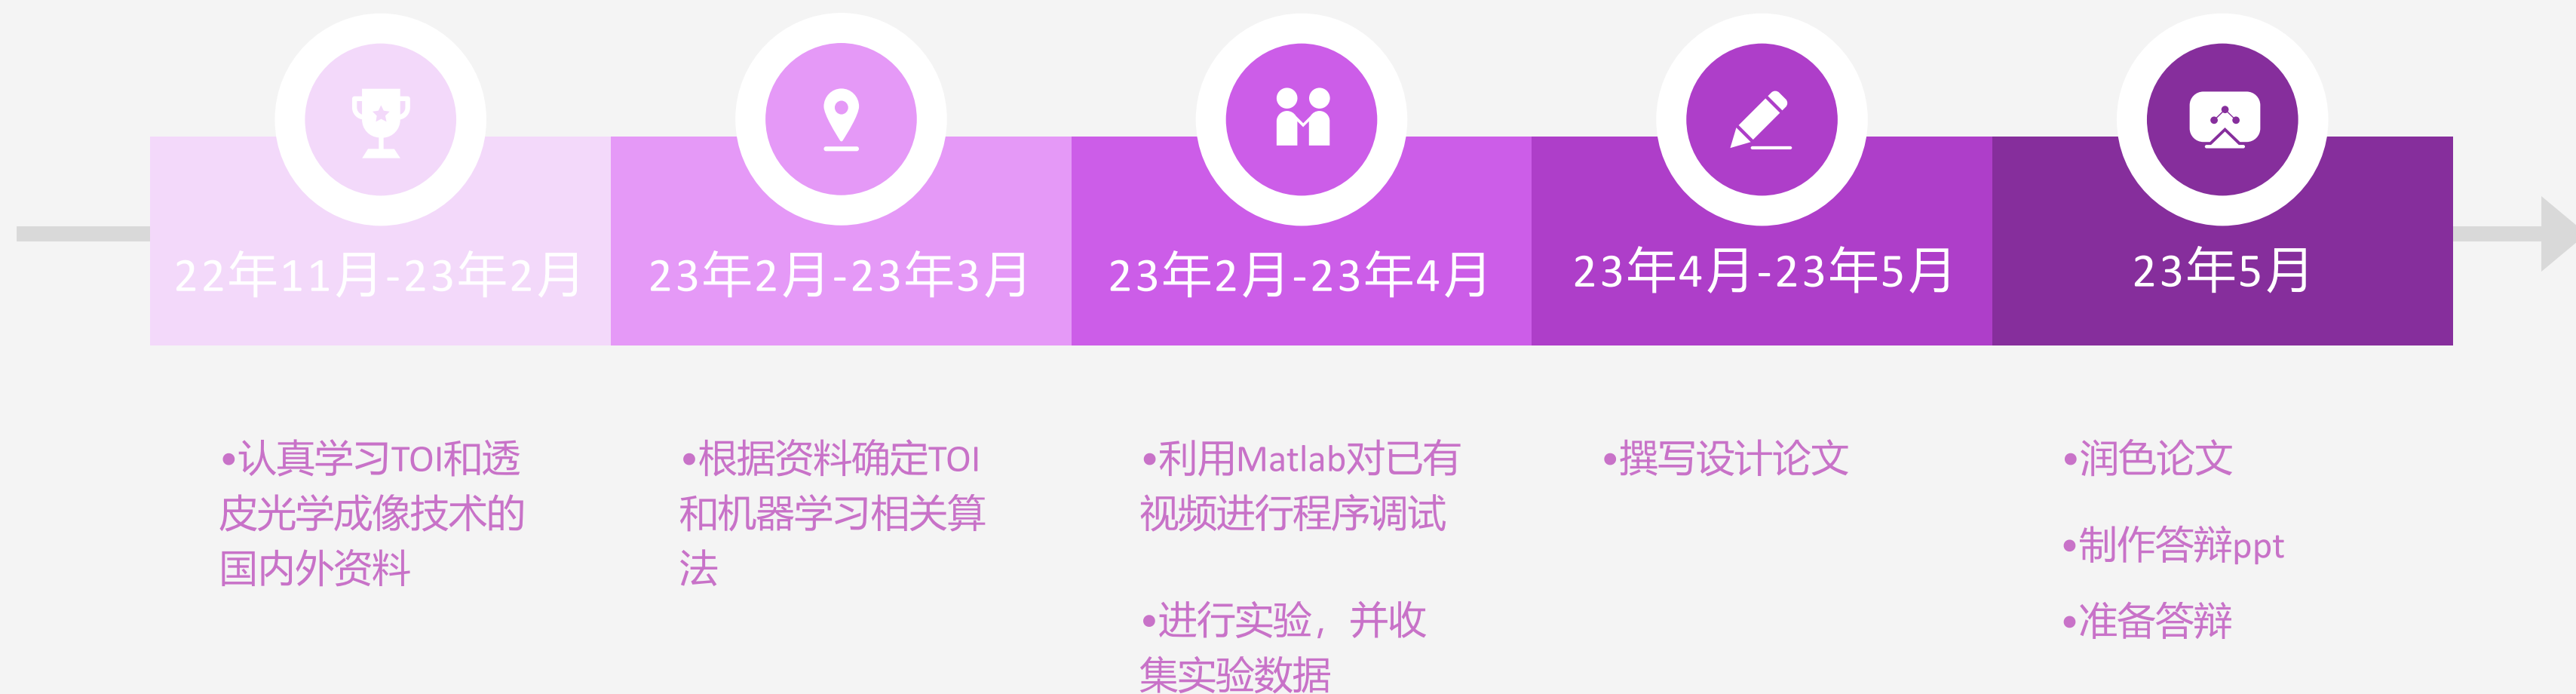 22年11月-23年2月
23年2月-23年3月
23年2月-23年4月
23年4月-23年5月
23年5月
•认真学习TOI和透
皮光学成像技术的
国内外资料
•根据资料确定TOI
和机器学习相关算
法
•利用Matlab对已有
视频进行程序调试
•进行实验，并收
集实验数据
•撰写设计论文
•润色论文
•制作答辩ppt
•准备答辩